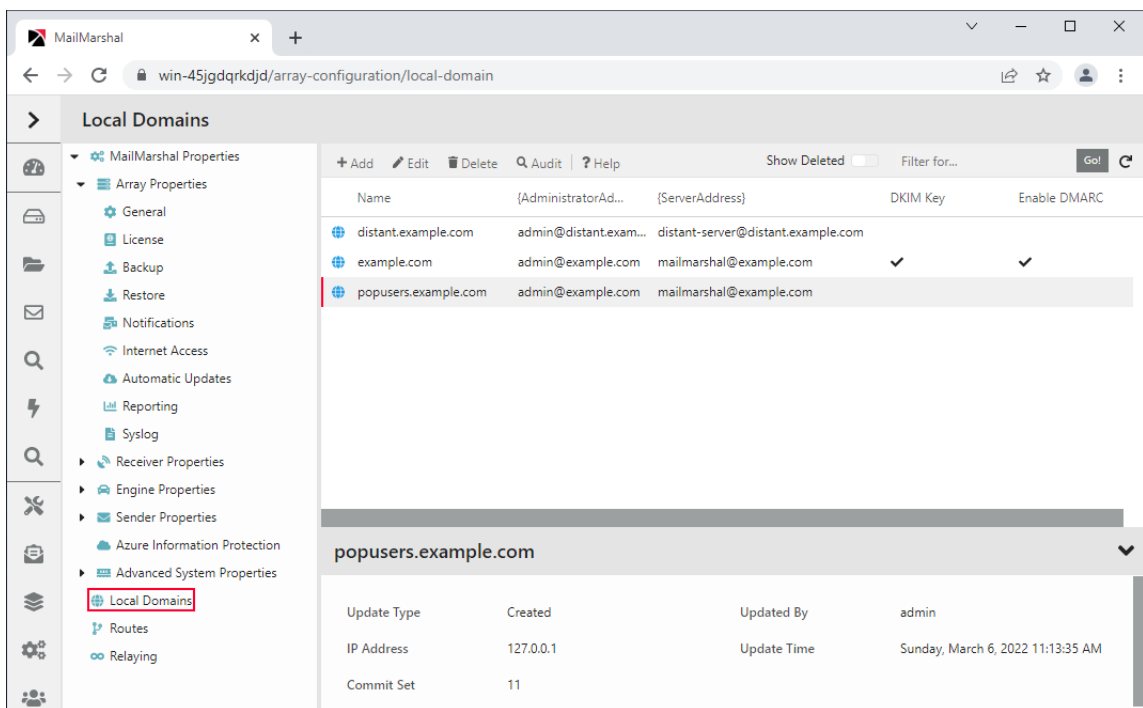 MailMarshal
win-45jgdqrkdjd/array-configuration/local-domain
Local Domains
MailMarshal Properties
Array Properties
General
License
Backup
Restore
Notifications
Internet Access
Automatic Updates
Reporting
Syslog
Receiver Properties
Engine Properties
Sender Properties
Azure Information Protection
Advanced System Properties
Local Domains
Routes
Relaying
Add Edit Delete Audit Help Show Deleted Filter for... Go!
Name {AdministratorAd... {ServerAddress} DKIM Key Enable DMARC
distant.example.com admin@distant.exam... distant-server@distant.example.com
example.com admin@example.com mailmarshal@example.com
popusers.example.com admin@example.com mailmarshal@example.com
popusers.example.com
Update Type Created Updated By admin
IP Address 127.0.0.1 Update Time Sunday, March 6, 2022 11:13:35 AM
Commit Set 11